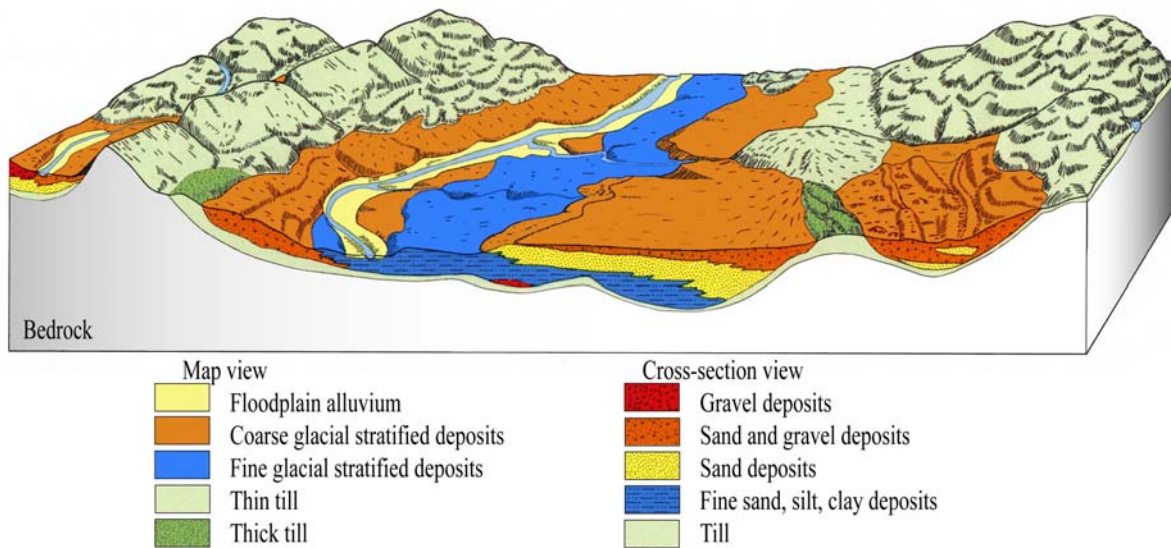 Bedrock
Map view
Floodplain alluvium
Coarse glacial stratified deposits
Fine glacial stratified deposits
Thin till
Thick till
Cross-section view
Gravel deposits
Sand and gravel deposits
Sand deposits
Fine sand, silt, clay deposits
Till